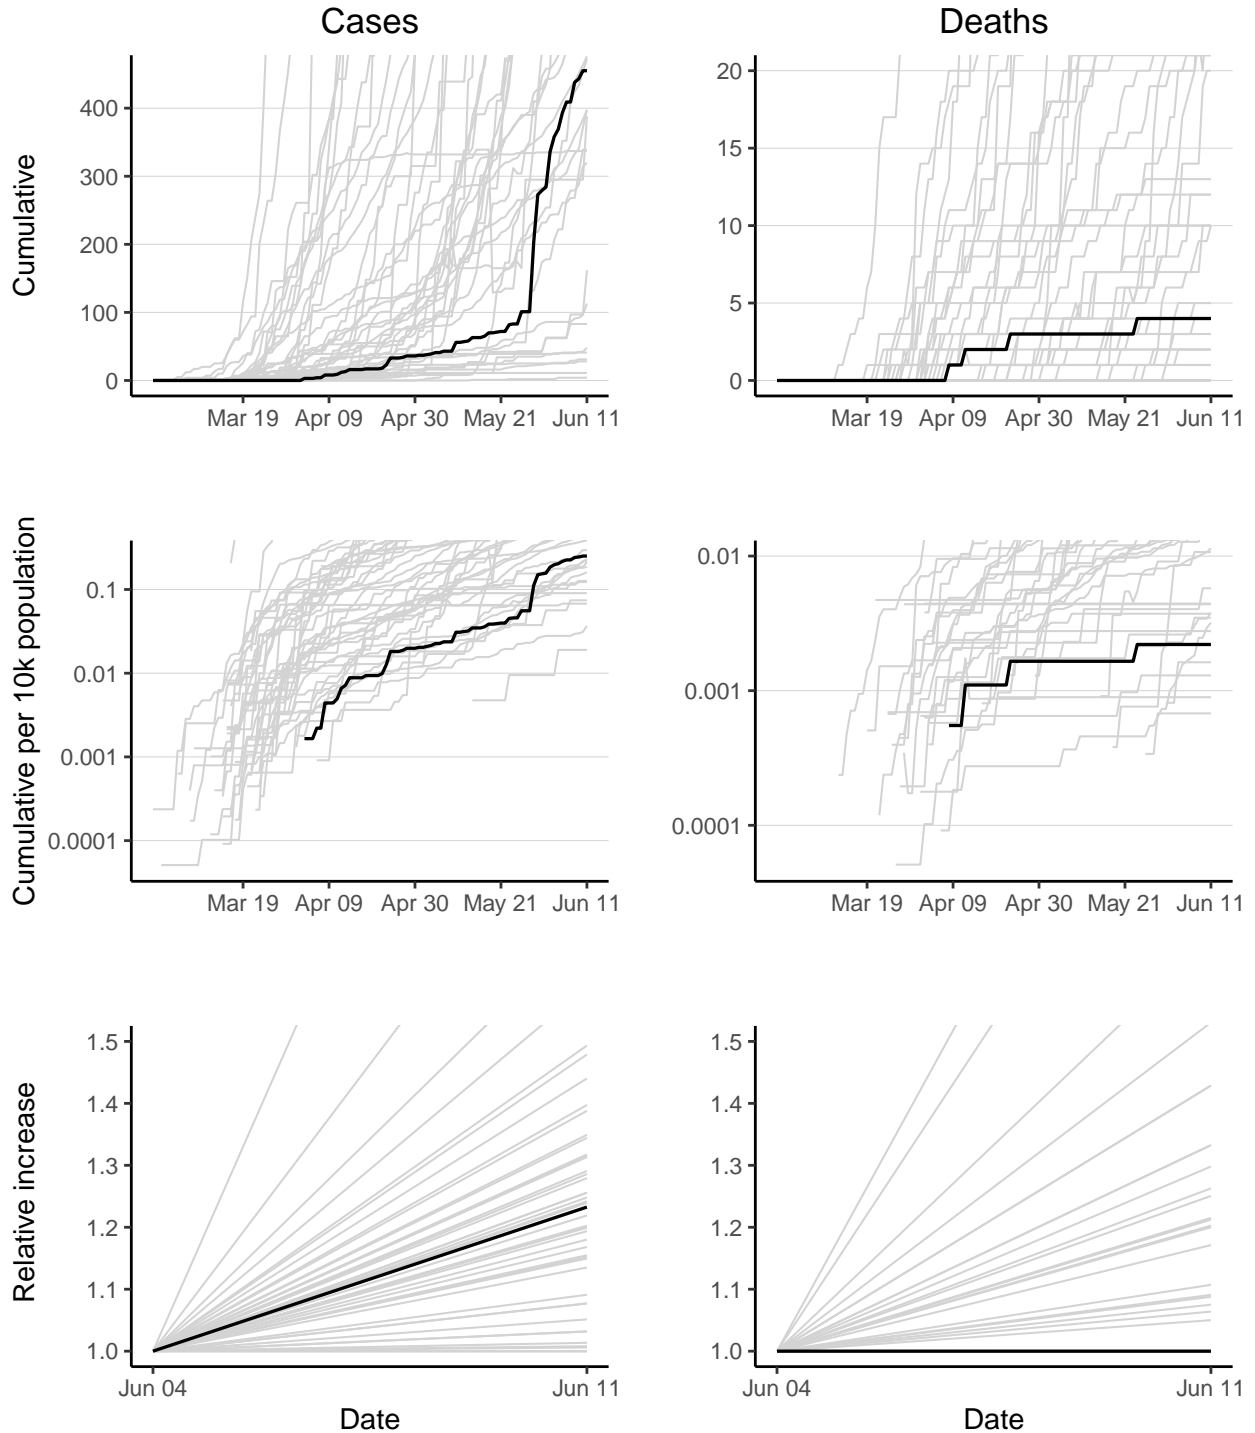 Cases
Deaths
Cumulative
400
300
200
100
0
Mar 19 Apr 09 Apr 30 May 21 Jun 11
20
15
10
5
0
Mar 19 Apr 09 Apr 30 May 21 Jun 11
Cumulative per 10k population
0.1
0.01
0.001
0.0001
Mar 19 Apr 09 Apr 30 May 21 Jun 11
0.01
0.001
0.0001
Mar 19 Apr 09 Apr 30 May 21 Jun 11
Relative increase
1.5
1.4
1.3
1.2
1.1
1.0
Jun 04 Jun 11
Date
1.5
1.4
1.3
1.2
1.1
1.0
Jun 04 Jun 11
Date